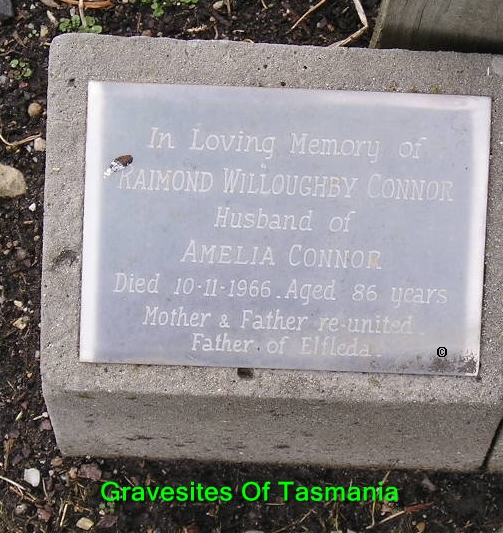 In Loving Memory of
RAIMOND WILLOUGHBY CONNOR
Husband of
AMELIA CONNOR
Died 10-11-1966. Aged 86 years
Mother & Father re-united
Father of Elfleda.
©
Gravesites Of Tasmania